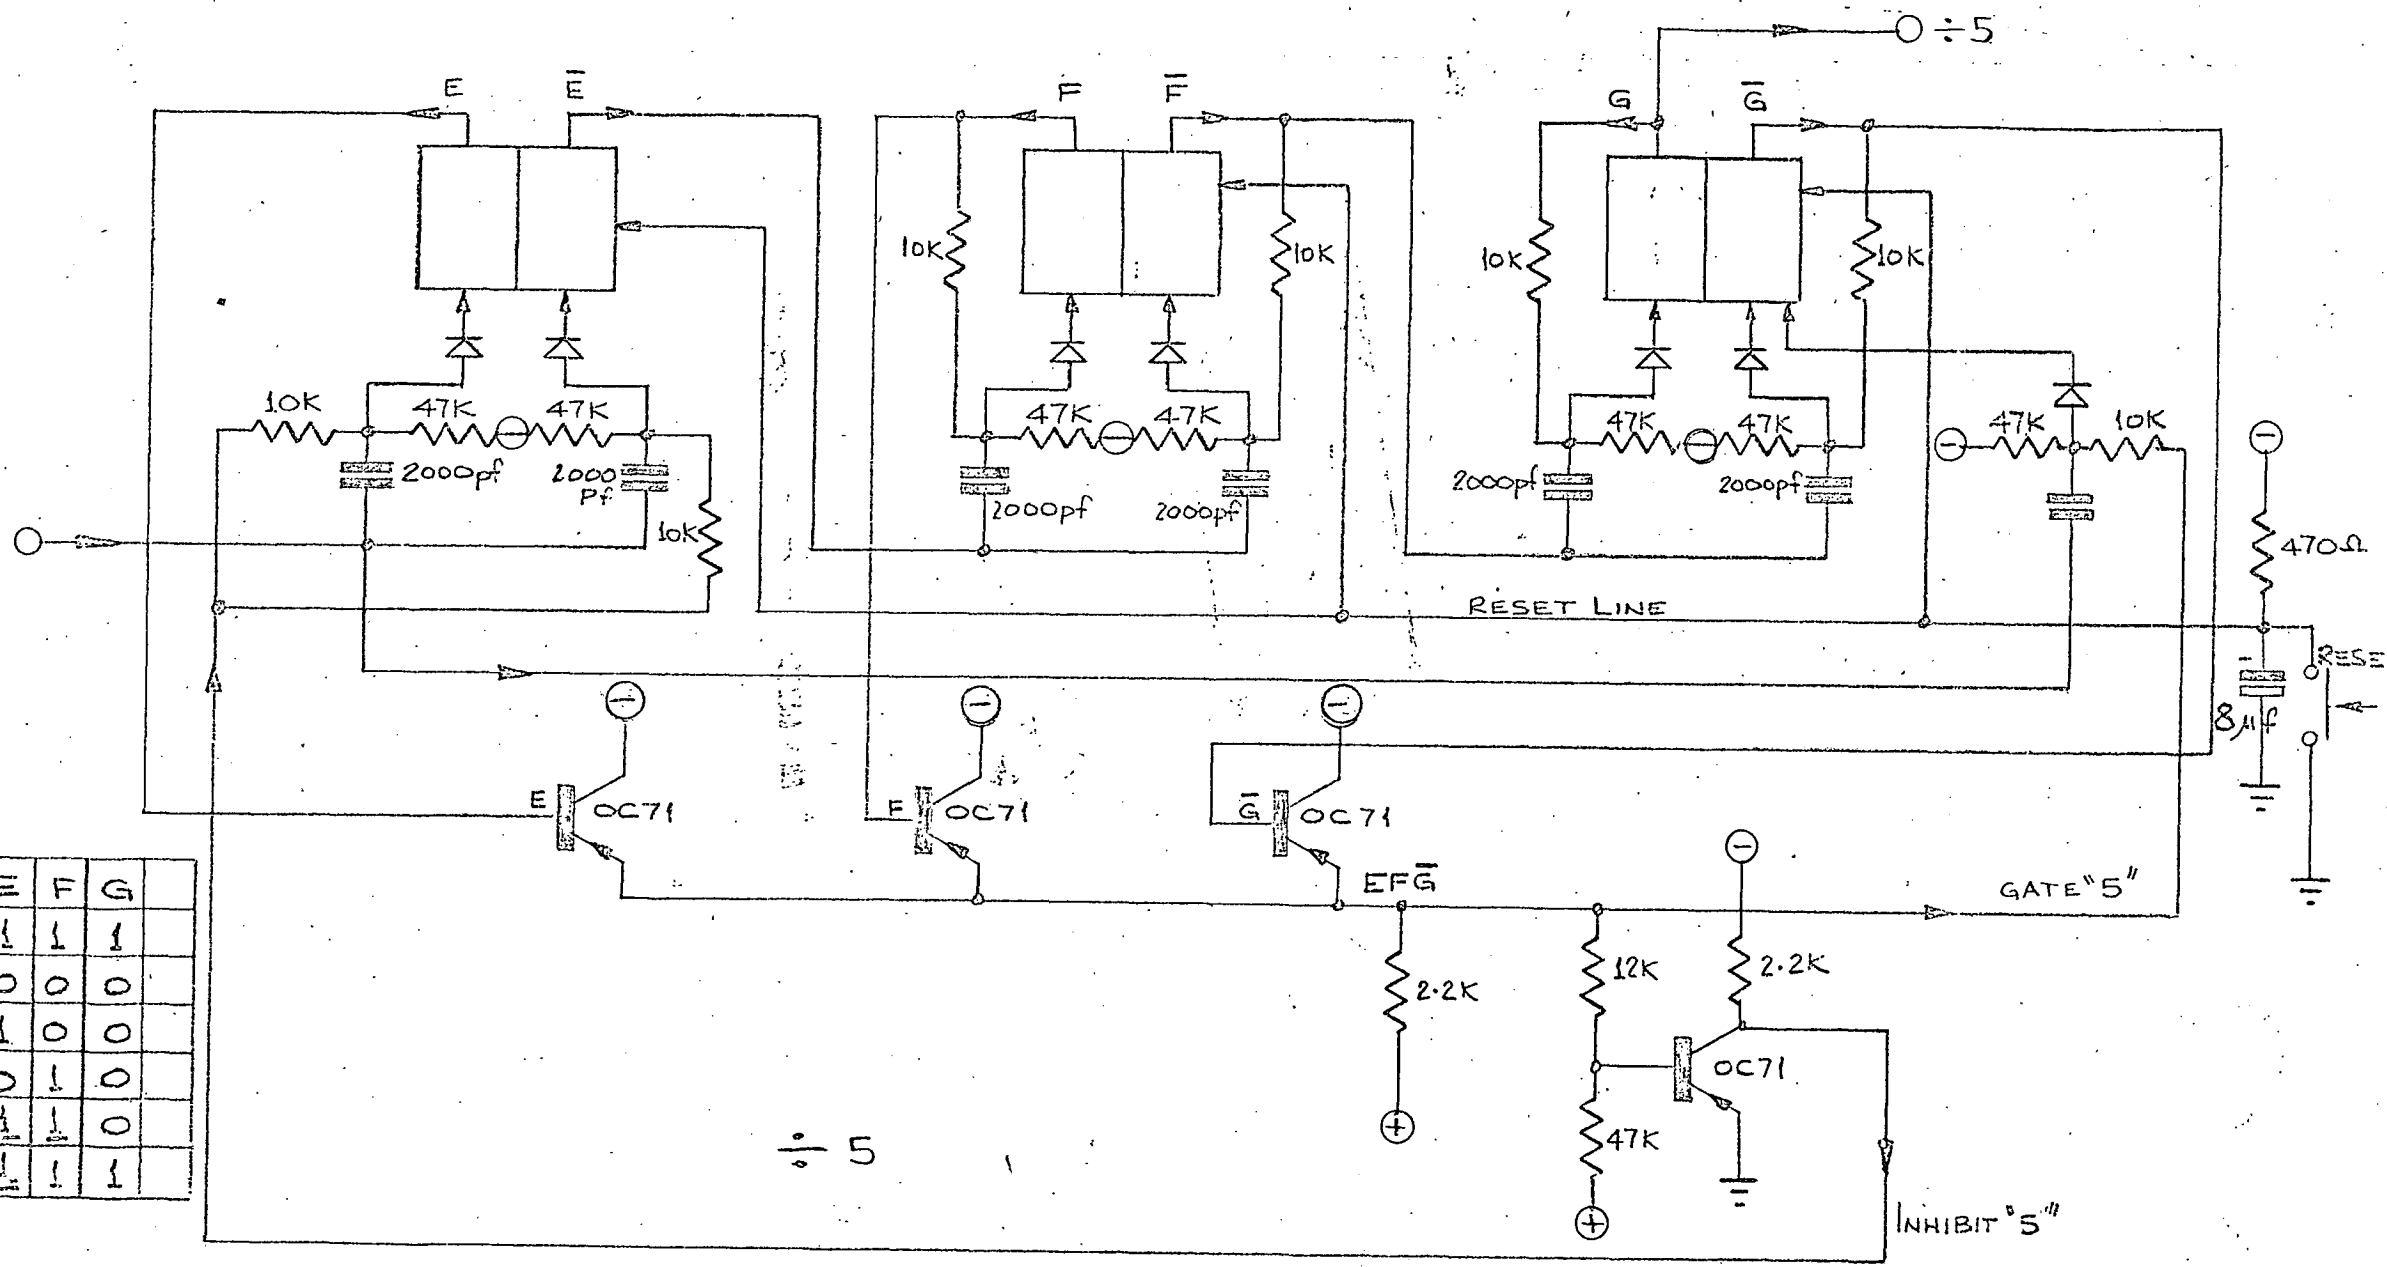 ÷5
E E̅ F F̅ G G̅
10K 10K 10K 10K
10K 47K 47K 47K 47K 47K 47K 47K 10K
2000pf 2000 Pf 2000pf 2000pf 2000pf 2000pf
10K
470Ω
RESET LINE
RESE
8μf
E OC71 F OC71 G̅ OC71
EFG̅
GATE "5"
2.2K 12K 2.2K
OC71
47K
INHIBIT "5"
÷ 5
E F G
1 1 1
0 0 0
1 0 0
0 1 0
1 1 0
1 1 1